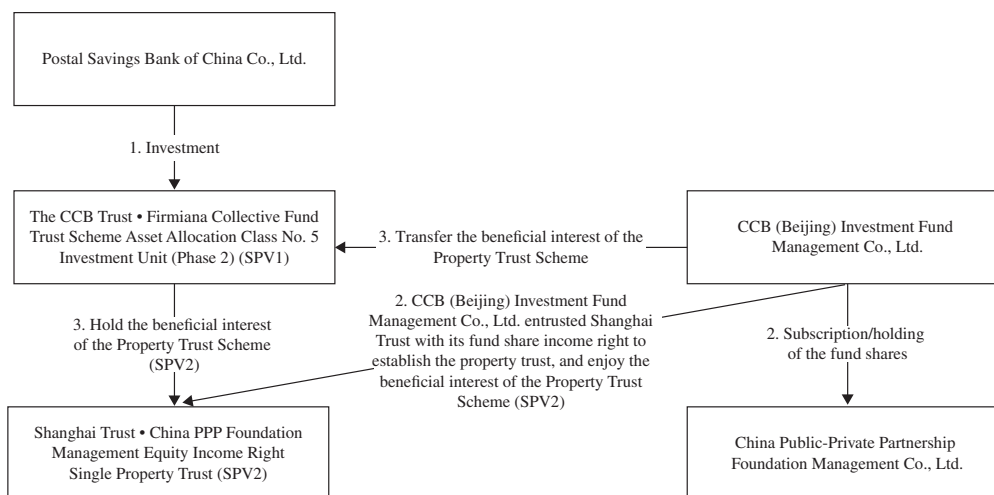 Postal Savings Bank of China Co., Ltd.
1. Investment
The CCB Trust • Firmiana Collective Fund
Trust Scheme Asset Allocation Class No. 5
Investment Unit (Phase 2) (SPV1)
3. Transfer the beneficial interest of the
Property Trust Scheme
CCB (Beijing) Investment Fund
Management Co., Ltd.
3. Hold the beneficial interest
of the Property Trust Scheme
(SPV2)
2. CCB (Beijing) Investment Fund
Management Co., Ltd. entrusted Shanghai
Trust with its fund share income right to
establish the property trust, and enjoy the
beneficial interest of the Property Trust
Scheme (SPV2)
2. Subscription/holding
of the fund shares
Shanghai Trust • China PPP Foundation
Management Equity Income Right
Single Property Trust (SPV2)
China Public-Private Partnership
Foundation Management Co., Ltd.